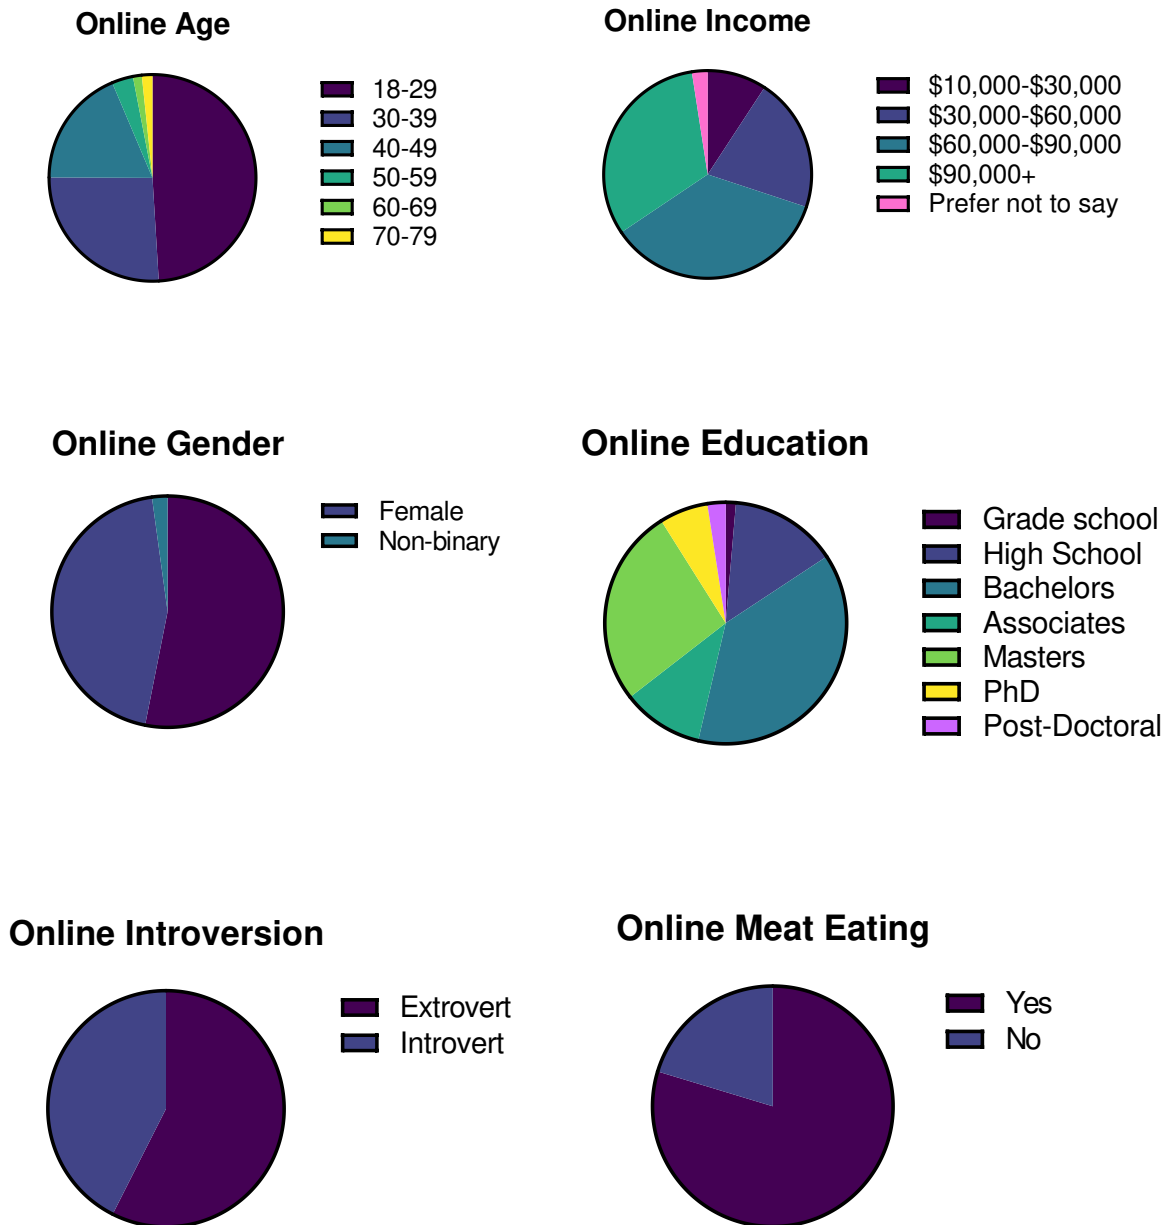 Online Age
18-29
30-39
40-49
50-59
60-69
70-79
Online Income
$10,000-$30,000
$30,000-$60,000
$60,000-$90,000
$90,000+
Prefer not to say
Online Gender
Female
Non-binary
Online Education
Grade school
High School
Bachelors
Associates
Masters
PhD
Post-Doctoral
Online Introversion
Extrovert
Introvert
Online Meat Eating
Yes
No